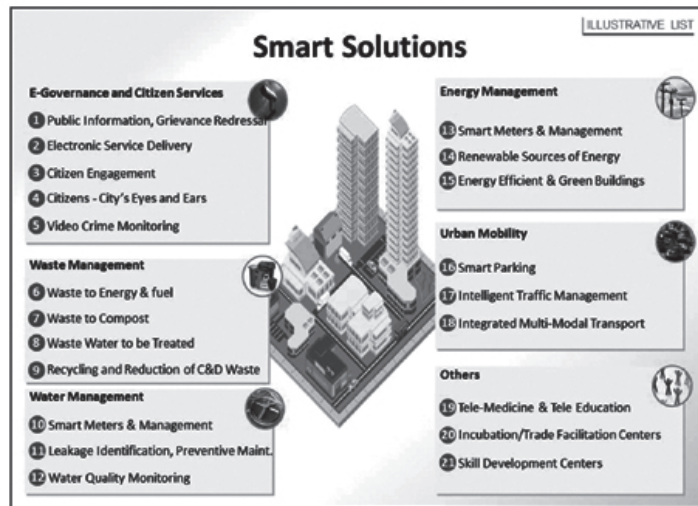 ILLUSTRATIVE LIST
Smart Solutions
E-Governance and Citizen Services
1 Public Information, Grievance Redressal
2 Electronic Service Delivery
3 Citizen Engagement
4 Citizens - City's Eyes and Ears
5 Video Crime Monitoring
Waste Management
6 Waste to Energy & fuel
7 Waste to Compost
8 Waste Water to be Treated
9 Recycling and Reduction of C&D Waste
Water Management
10 Smart Meters & Management
11 Leakage Identification, Preventive Maint.
12 Water Quality Monitoring
Energy Management
13 Smart Meters & Management
14 Renewable Sources of Energy
15 Energy Efficient & Green Buildings
Urban Mobility
16 Smart Parking
17 Intelligent Traffic Management
18 Integrated Multi-Modal Transport
Others
19 Tele-Medicine & Tele Education
20 Incubation/Trade Facilitation Centers
21 Skill Development Centers